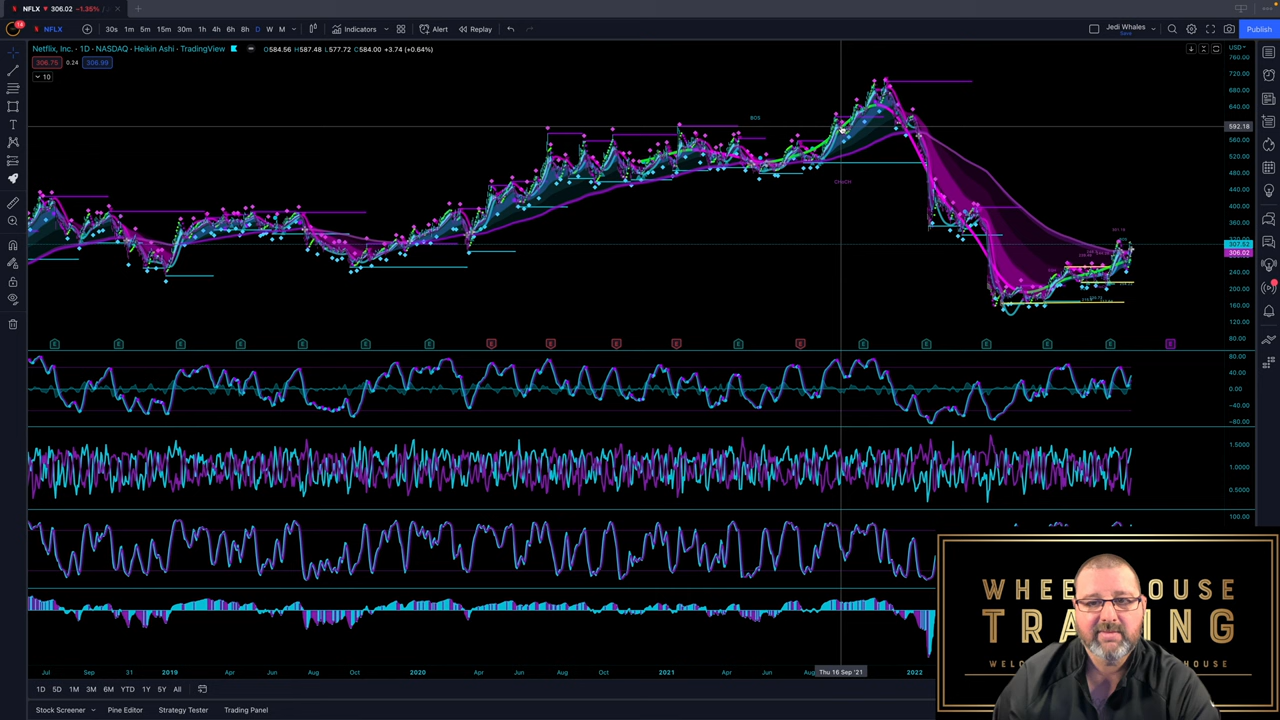 NFLX 306.02 -1.35%
14 NFLX 30s 1m 5m 15m 30m 1h 4h 6h 8h D W M Indicators Alert Replay Jedi Whales Save Publish
Netflix, Inc. · 1D · NASDAQ · Heikin Ashi · TradingView O584.56 H587.48 L577.72 C584.00 +3.74 (+0.64%) USD
306.75 0.24 306.99
10
760.00
720.00
680.00
640.00
BOS
592.18
560.00
520.00
480.00
CHoCH
440.00
400.00
360.00
307.62
306.02
240.00
200.00
160.00
120.00
80.00
E E E E E E E E E E E E E E E E E E E
80.00
40.00
0.00
-40.00
-80.00
1.5000
1.0000
0.5000
100.00
WHEELHOUSE
TRADING
Jul Sep 31 2019 Apr Jun Aug Oct 2020 Apr Jun Aug Oct 2021 Apr Jun Aug Thu 16 Sep '21 2022
1D 5D 1M 3M 6M YTD 1Y 5Y All
Stock Screener Pine Editor Strategy Tester Trading Panel